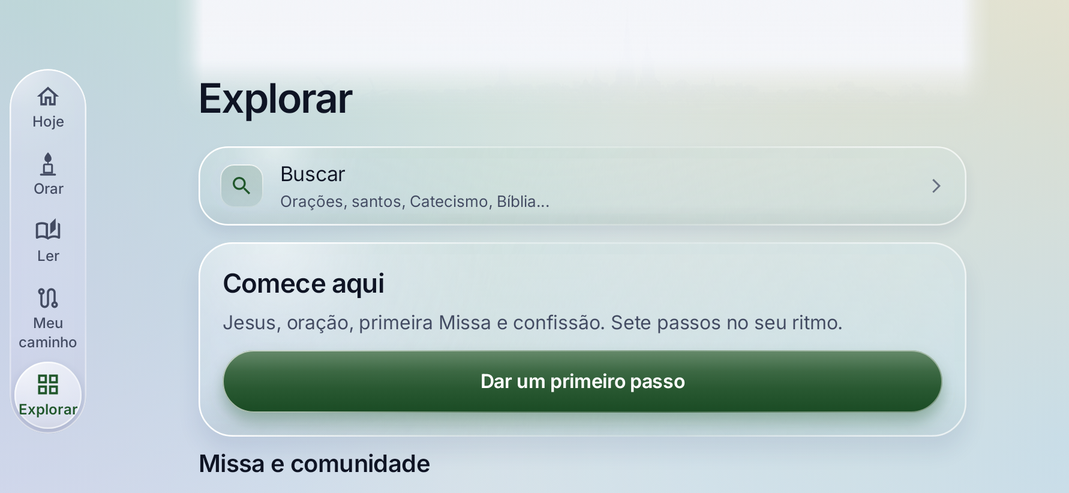 Explorar
Hoje
Orar
Ler
Meu
caminho
Explorar
Buscar
Orações, santos, Catecismo, Bíblia...
Comece aqui
Jesus, oração, primeira Missa e confissão. Sete passos no seu ritmo.
Dar um primeiro passo
Missa e comunidade